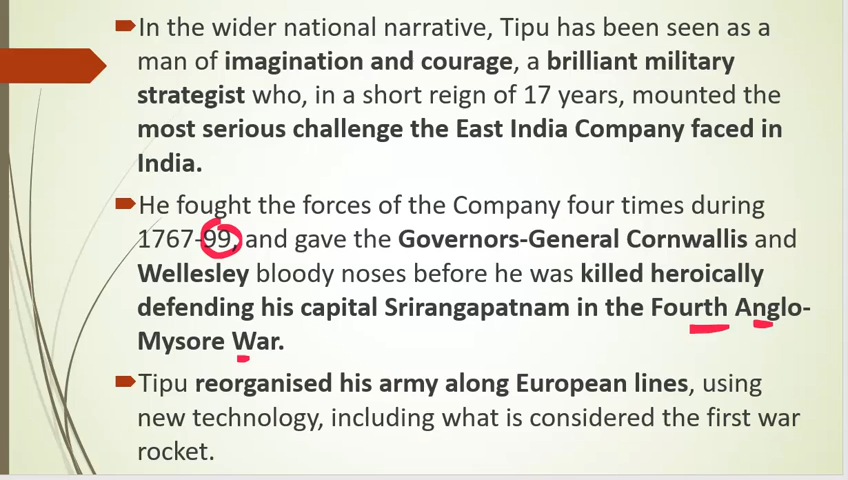 In the wider national narrative, Tipu has been seen as a
man of imagination and courage, a brilliant military
strategist who, in a short reign of 17 years, mounted the
most serious challenge the East India Company faced in
India.
He fought the forces of the Company four times during
1767-99, and gave the Governors-General Cornwallis and
Wellesley bloody noses before he was killed heroically
defending his capital Srirangapatnam in the Fourth Anglo-
Mysore War.
Tipu reorganised his army along European lines, using
new technology, including what is considered the first war
rocket.